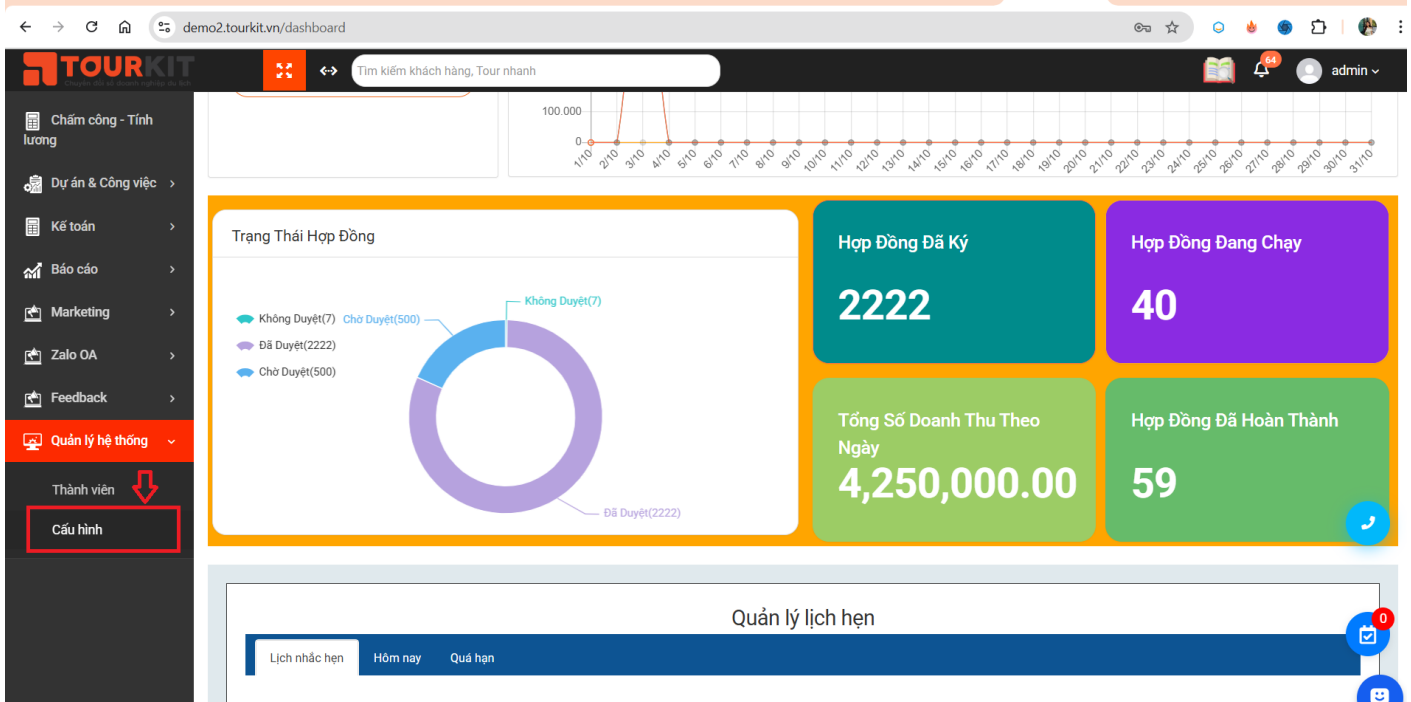 demo2.tourkit.vn/dashboard
TOURKIT
Chuyển đổi số doanh nghiệp du lịch
Tìm kiếm khách hàng, Tour nhanh
64
admin
Chấm công - Tính
lương
Dự án & Công việc
Kế toán
Báo cáo
Marketing
Zalo OA
Feedback
Quản lý hệ thống
Thành viên
Cấu hình
100.000
0
1/10 2/10 3/10 4/10 5/10 6/10 7/10 8/10 9/10 10/10 11/10 12/10 13/10 14/10 15/10 16/10 17/10 18/10 19/10 20/10 21/10 22/10 23/10 24/10 25/10 26/10 27/10 28/10 29/10 30/10 31/10
Trạng Thái Hợp Đồng
Không Duyệt(7)
Đã Duyệt(2222)
Chờ Duyệt(500)
Không Duyệt(7)
Chờ Duyệt(500)
Đã Duyệt(2222)
Hợp Đồng Đã Ký
2222
Hợp Đồng Đang Chạy
40
Tổng Số Doanh Thu Theo
Ngày
4,250,000.00
Hợp Đồng Đã Hoàn Thành
59
Quản lý lịch hẹn
0
Lịch nhắc hẹn Hôm nay Quá hạn